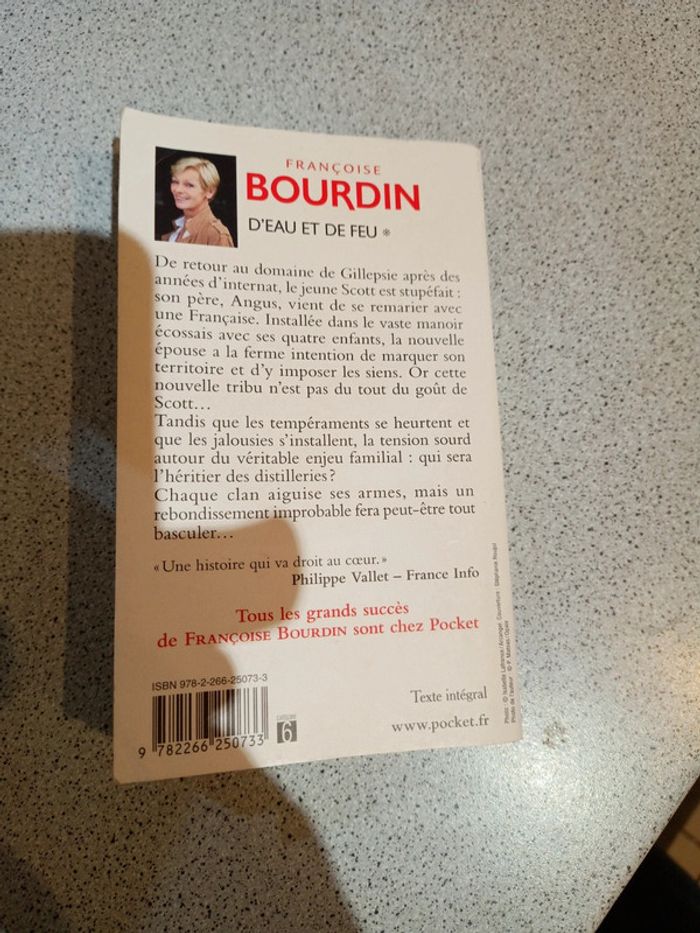 FRANÇOISE
BOURDIN
D'EAU ET DE FEU *
De retour au domaine de Gillepsie après des
années d'internat, le jeune Scott est stupéfait :
son père, Angus, vient de se remarier avec
une Française. Installée dans le vaste manoir
écossais avec ses quatre enfants, la nouvelle
épouse a la ferme intention de marquer son
territoire et d'y imposer les siens. Or cette
nouvelle tribu n'est pas du tout du goût de
Scott…
Tandis que les tempéraments se heurtent et
que les jalousies s'installent, la tension sourd
autour du véritable enjeu familial : qui sera
l'héritier des distilleries ?
Chaque clan aiguise ses armes, mais un
rebondissement improbable fera peut-être tout
basculer…
« Une histoire qui va droit au cœur. »
Philippe Vallet – France Info
Tous les grands succès
de FRANÇOISE BOURDIN sont chez Pocket
ISBN 978-2-266-25073-3
9 782266 250733
6
Texte intégral
www.pocket.fr